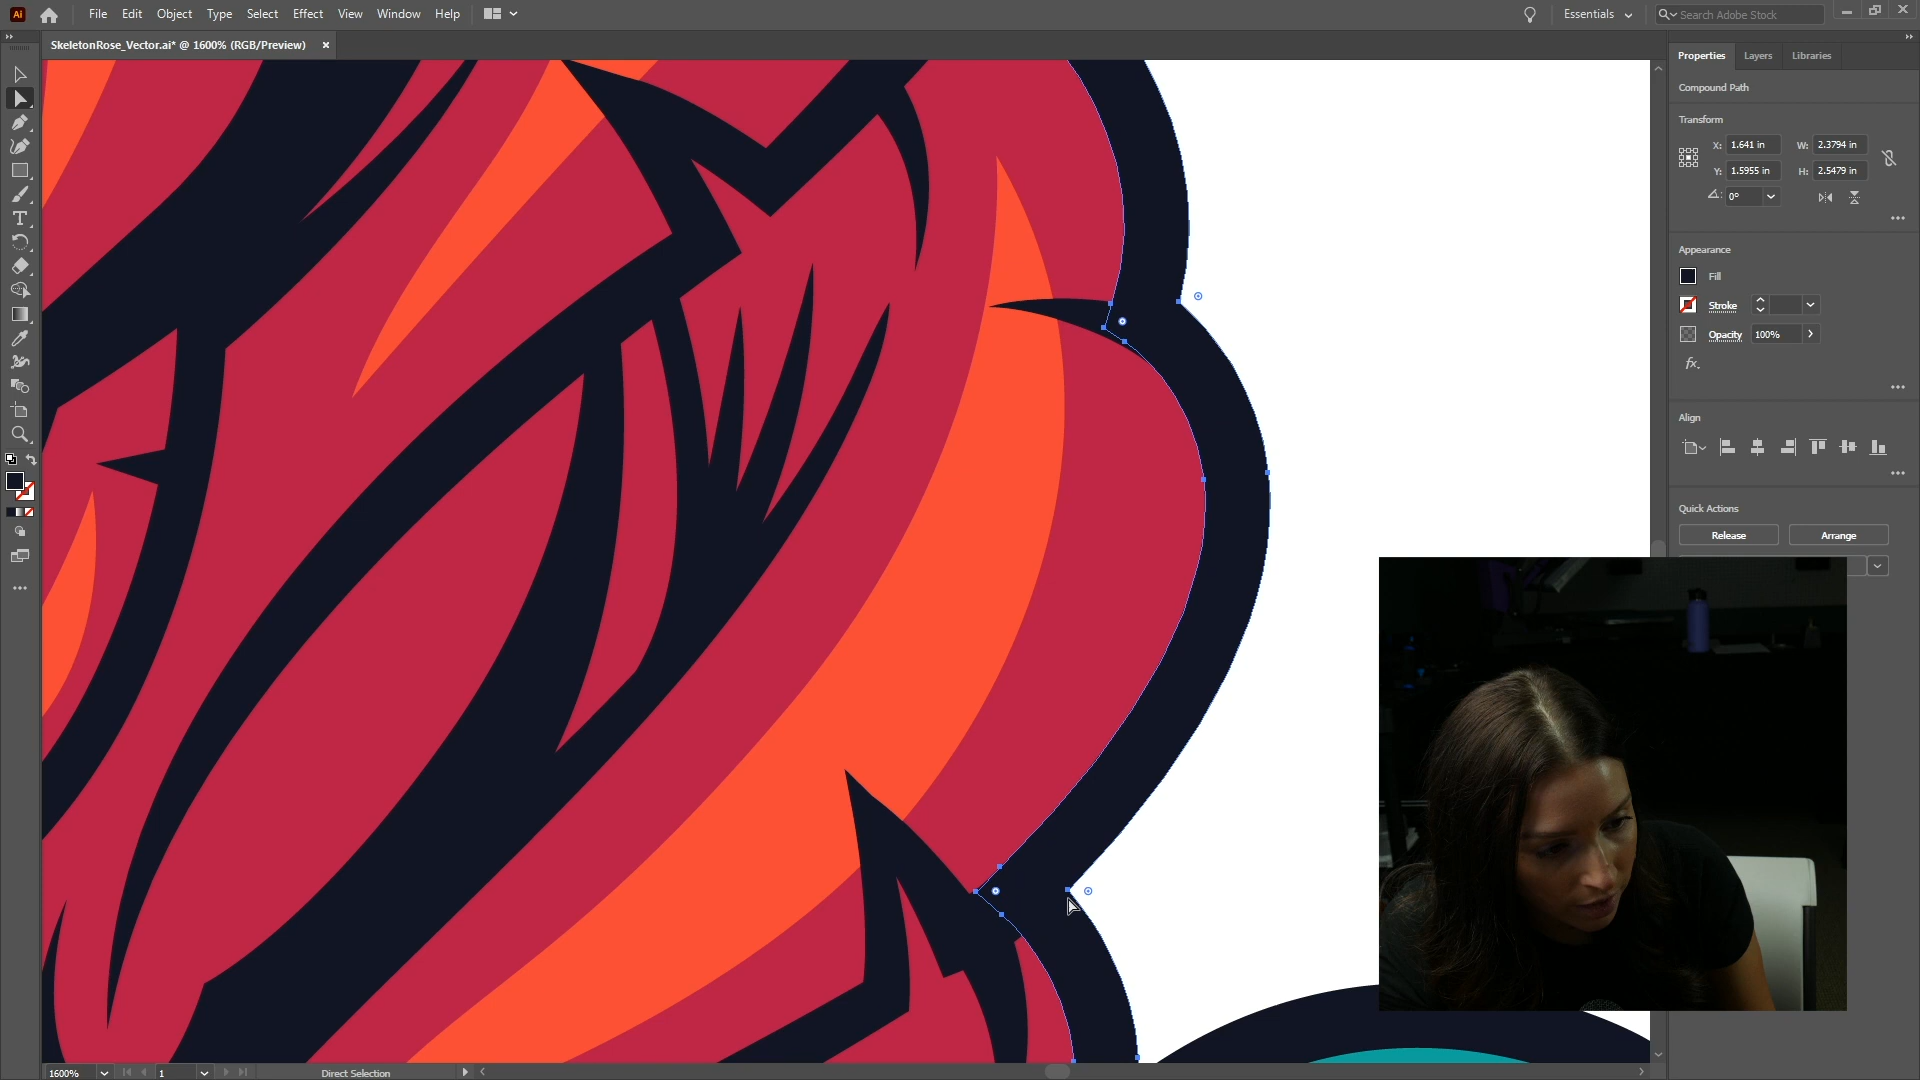 Ai File Edit Object Type Select Effect View Window Help Essentials Search Adobe Stock
SkeletonRose_Vector.ai* @ 1600% (RGB/Preview) ×
Properties Layers Libraries
Compound Path
Transform
X: 1.641 in W: 2.3794 in
Y: 1.5955 in H: 2.5479 in
0°
Appearance
Fill
Stroke
Opacity 100%
fx.
Align
Quick Actions
Release Arrange
1600% 1 Direct Selection